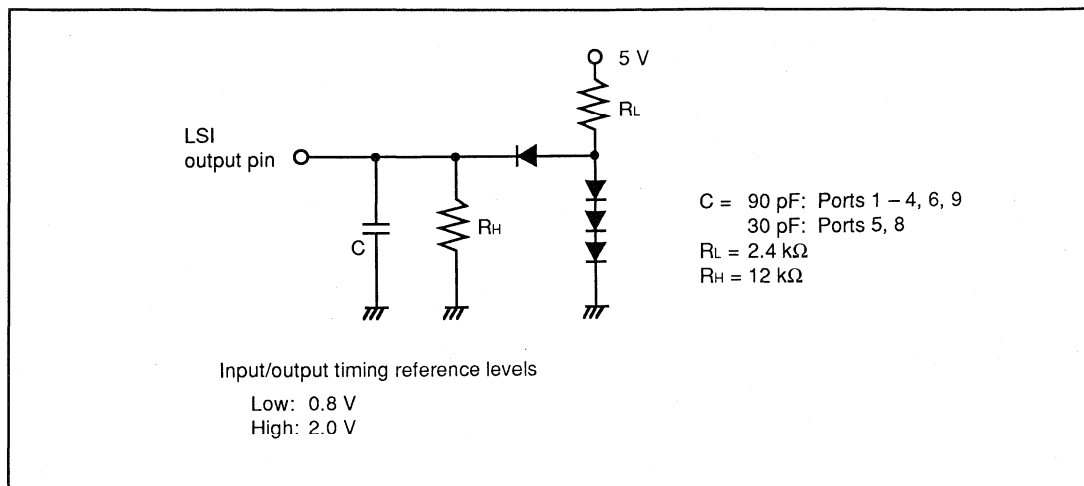 5 V
RL
LSI
output pin
C
RH
C = 90 pF: Ports 1 – 4, 6, 9
30 pF: Ports 5, 8
RL = 2.4 kΩ
RH = 12 kΩ
Input/output timing reference levels
Low: 0.8 V
High: 2.0 V